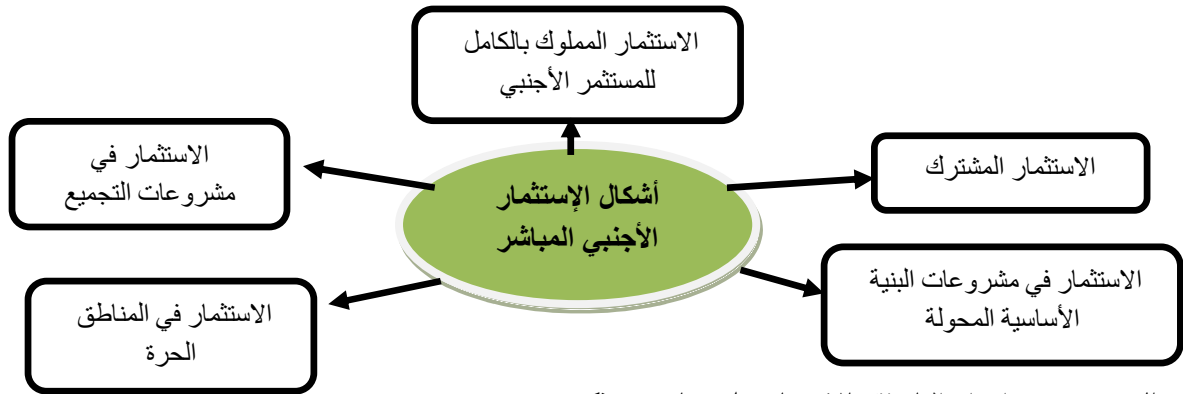 الاستثمار المملوك بالكامل
للمستثمر الأجنبي
الاستثمار المشترك
الاستثمار في
مشروعات التجميع
أشكال الإستثمار
الأجنبي المباشر
الاستثمار في مشروعات البنية
الأساسية المحولة
الاستثمار في المناطق
الحرة